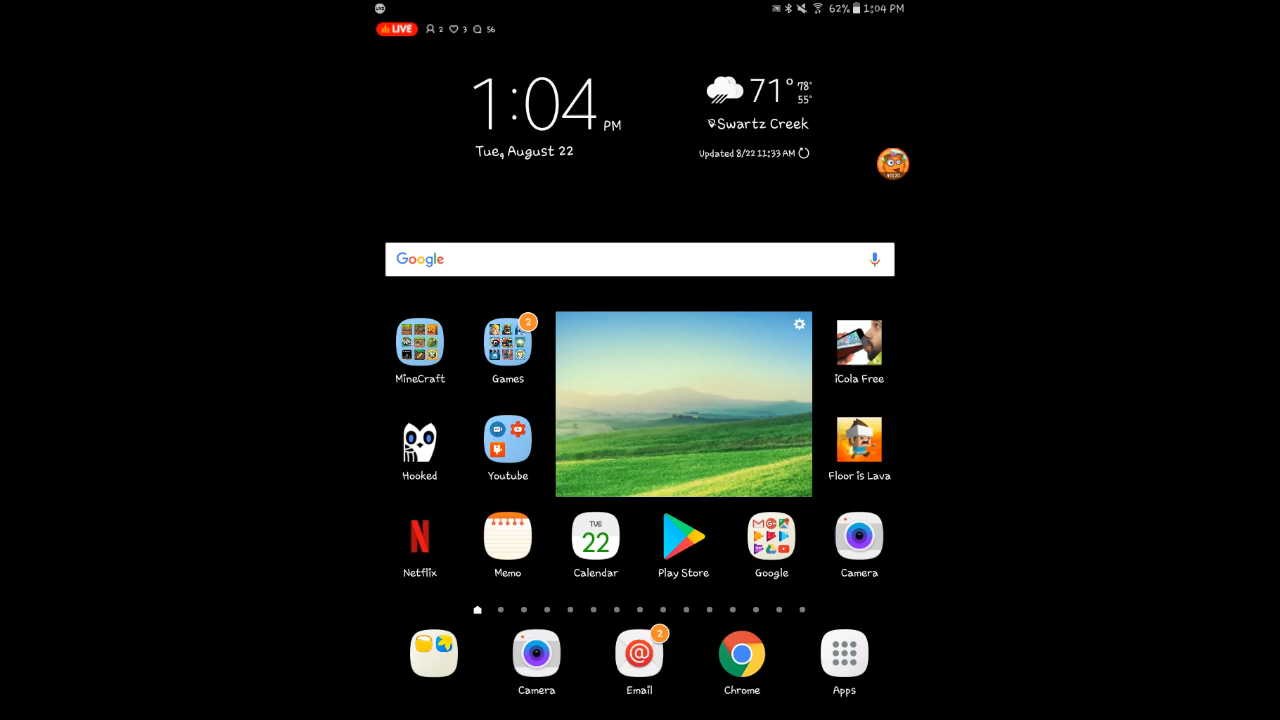 62% 1:04 PM
LIVE 2 3 56
1:04 PM
71° 78° 55°
Swartz Creek
Tue, August 22
Updated 8/22 11:33 AM
Google
2
MineCraft
Games
iCola Free
Hooked
Youtube
Floor is Lava
TUE
22
Netflix
Memo
Calendar
Play Store
Google
Camera
2
Camera
Email
Chrome
Apps